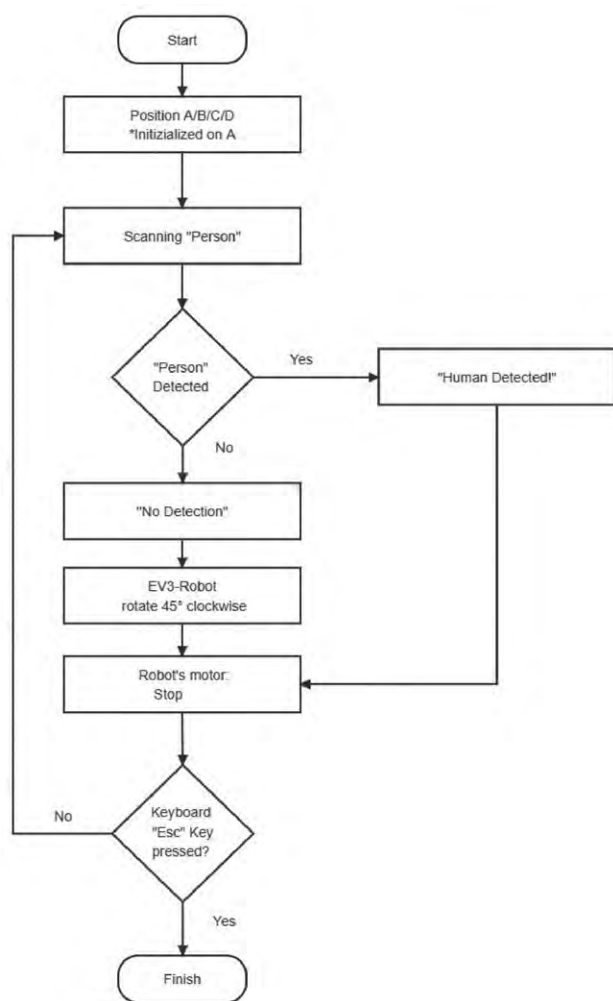 Start
Position A/B/C/D
*Initizialized on A
Scanning "Person"
"Person"
Detected
Yes
"Human Detected!"
No
"No Detection"
EV3-Robot
rotate 45° clockwise
Robot's motor:
Stop
Keyboard
"Esc" Key
pressed?
No
Yes
Finish